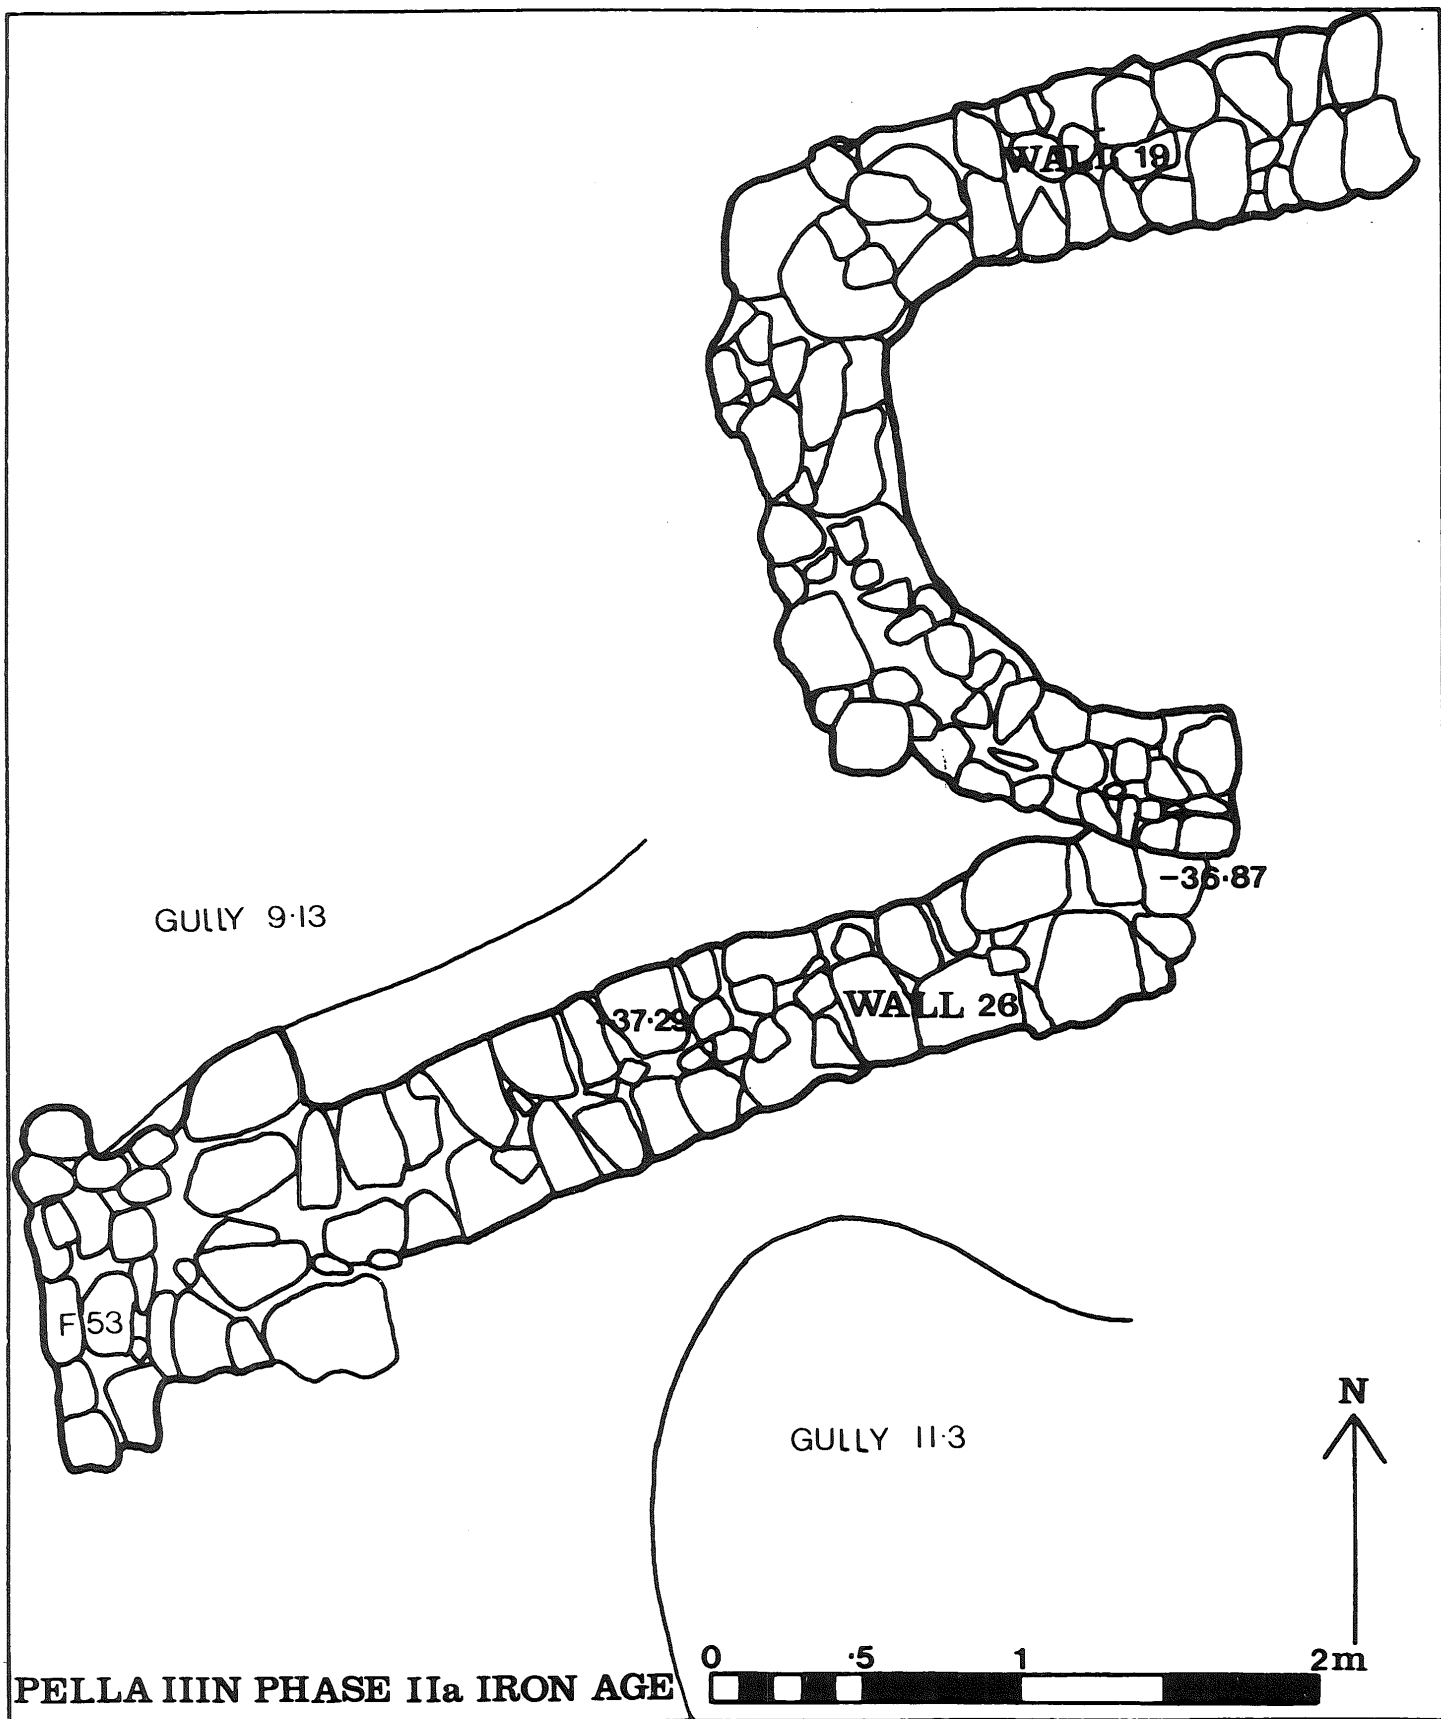 WALL 19
-36·87
GULLY 9·13
WALL 26
-37·29
F 53
N
GULLY 11·3
0 ·5 1 2m
PELLA IIIN PHASE IIa IRON AGE